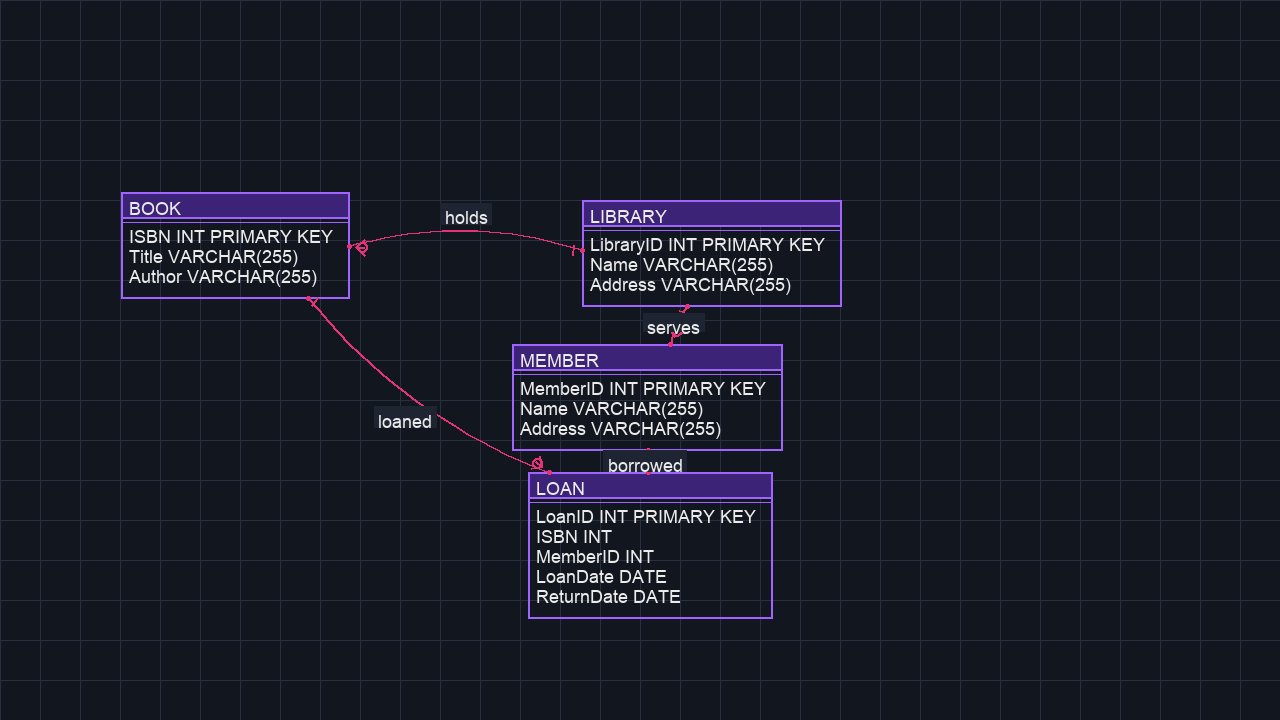 BOOK
ISBN INT PRIMARY KEY
Title VARCHAR(255)
Author VARCHAR(255)
holds
LIBRARY
LibraryID INT PRIMARY KEY
Name VARCHAR(255)
Address VARCHAR(255)
serves
MEMBER
MemberID INT PRIMARY KEY
Name VARCHAR(255)
Address VARCHAR(255)
loaned
borrowed
LOAN
LoanID INT PRIMARY KEY
ISBN INT
MemberID INT
LoanDate DATE
ReturnDate DATE